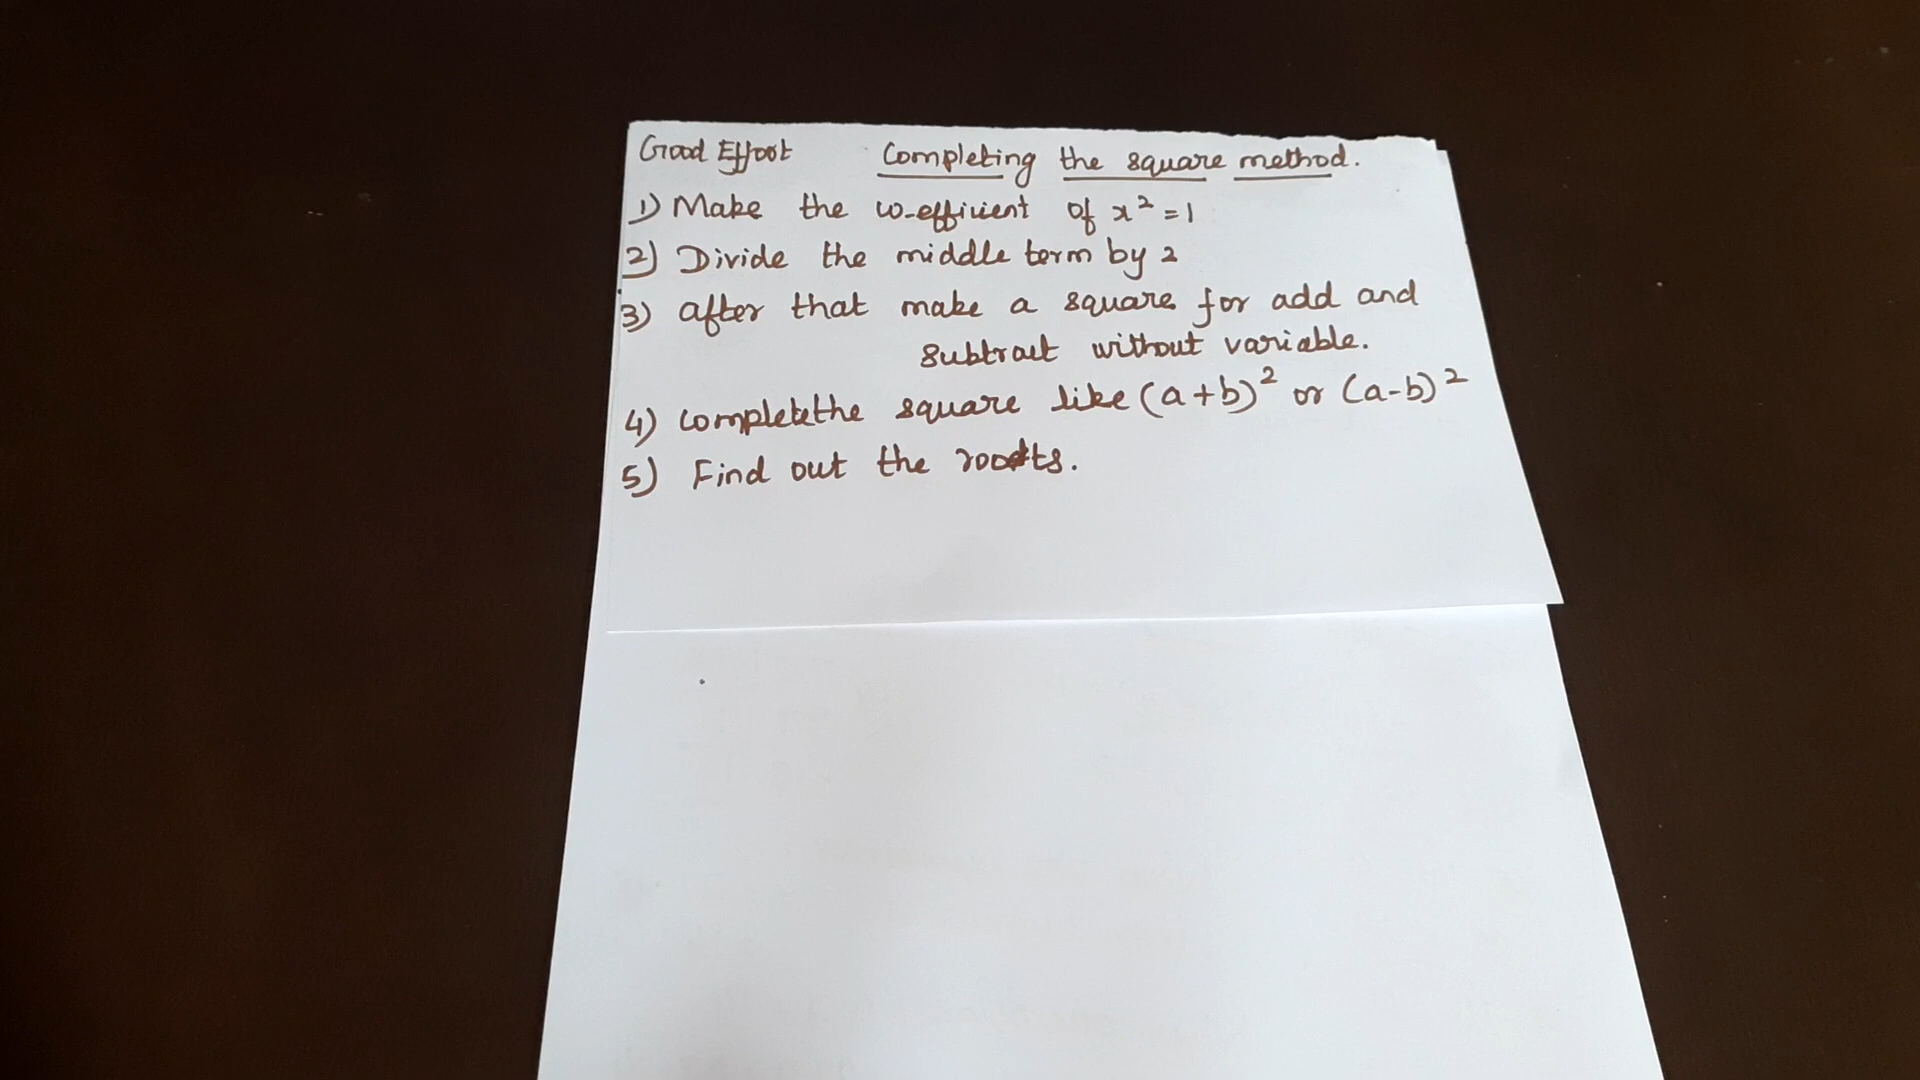 Good Effort Completing the square method.
1) Make the co-efficient of x² = 1
2) Divide the middle term by 2
3) after that make a square for add and
subtract without variable.
4) complete the square like (a+b)² or (a-b)²
5) Find out the roots.